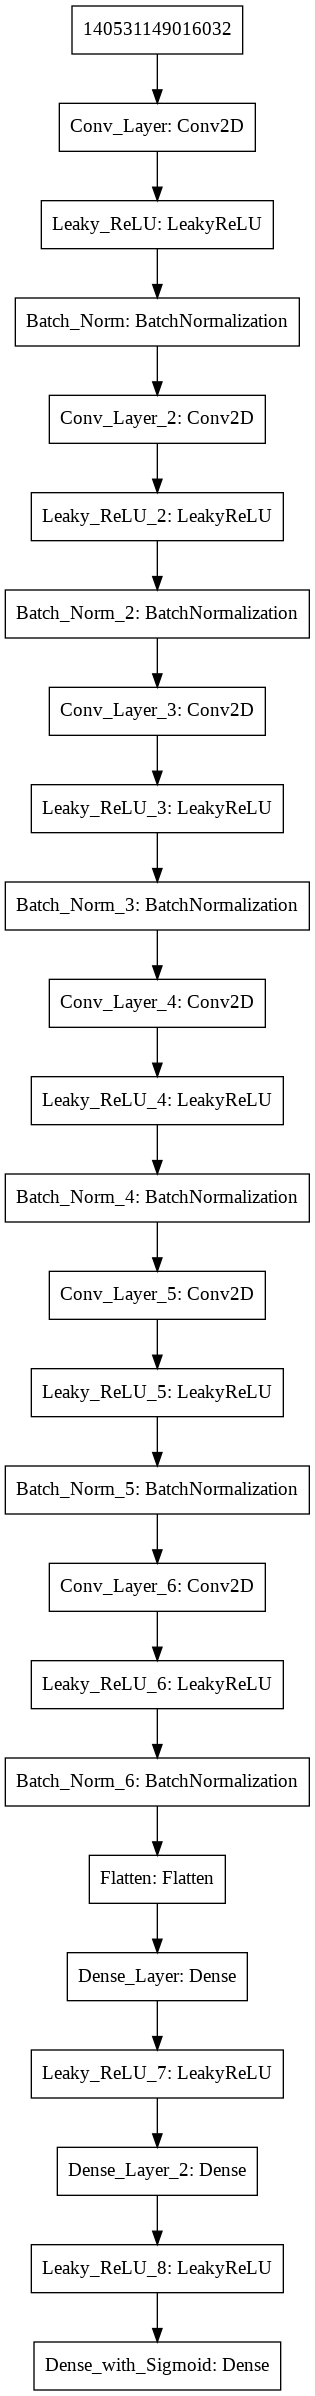 140531149016032
Conv_Layer: Conv2D
Leaky_ReLU: LeakyReLU
Batch_Norm: BatchNormalization
Conv_Layer_2: Conv2D
Leaky_ReLU_2: LeakyReLU
Batch_Norm_2: BatchNormalization
Conv_Layer_3: Conv2D
Leaky_ReLU_3: LeakyReLU
Batch_Norm_3: BatchNormalization
Conv_Layer_4: Conv2D
Leaky_ReLU_4: LeakyReLU
Batch_Norm_4: BatchNormalization
Conv_Layer_5: Conv2D
Leaky_ReLU_5: LeakyReLU
Batch_Norm_5: BatchNormalization
Conv_Layer_6: Conv2D
Leaky_ReLU_6: LeakyReLU
Batch_Norm_6: BatchNormalization
Flatten: Flatten
Dense_Layer: Dense
Leaky_ReLU_7: LeakyReLU
Dense_Layer_2: Dense
Leaky_ReLU_8: LeakyReLU
Dense_with_Sigmoid: Dense